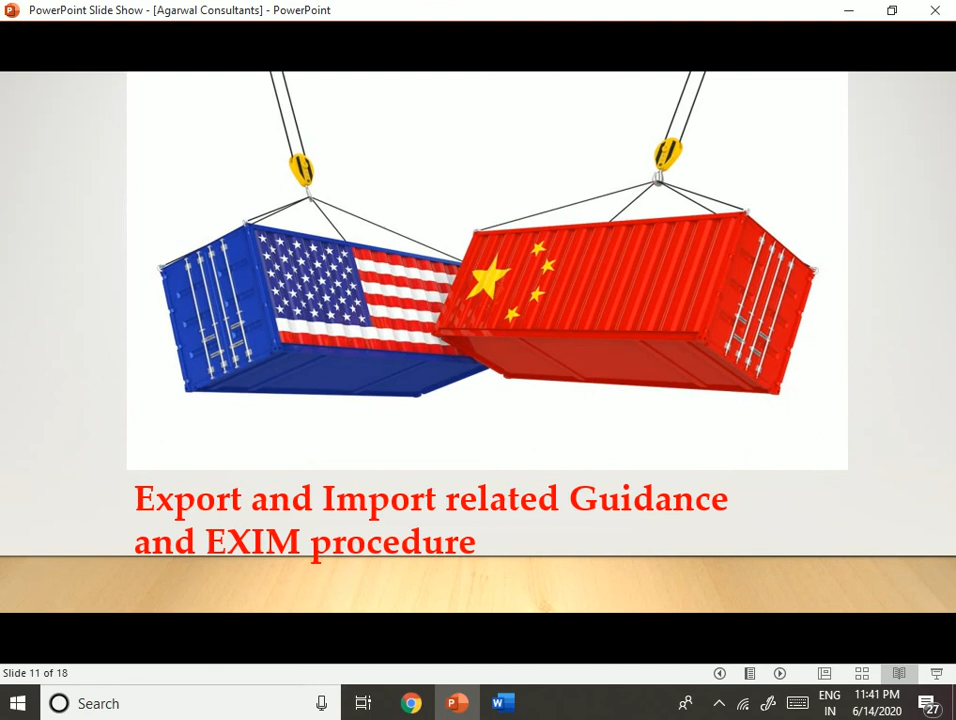 PowerPoint Slide Show - [Agarwal Consultants] - PowerPoint
Export and Import related Guidance
and EXIM procedure
Slide 11 of 18
Search
ENG
IN
11:41 PM
6/14/2020
27